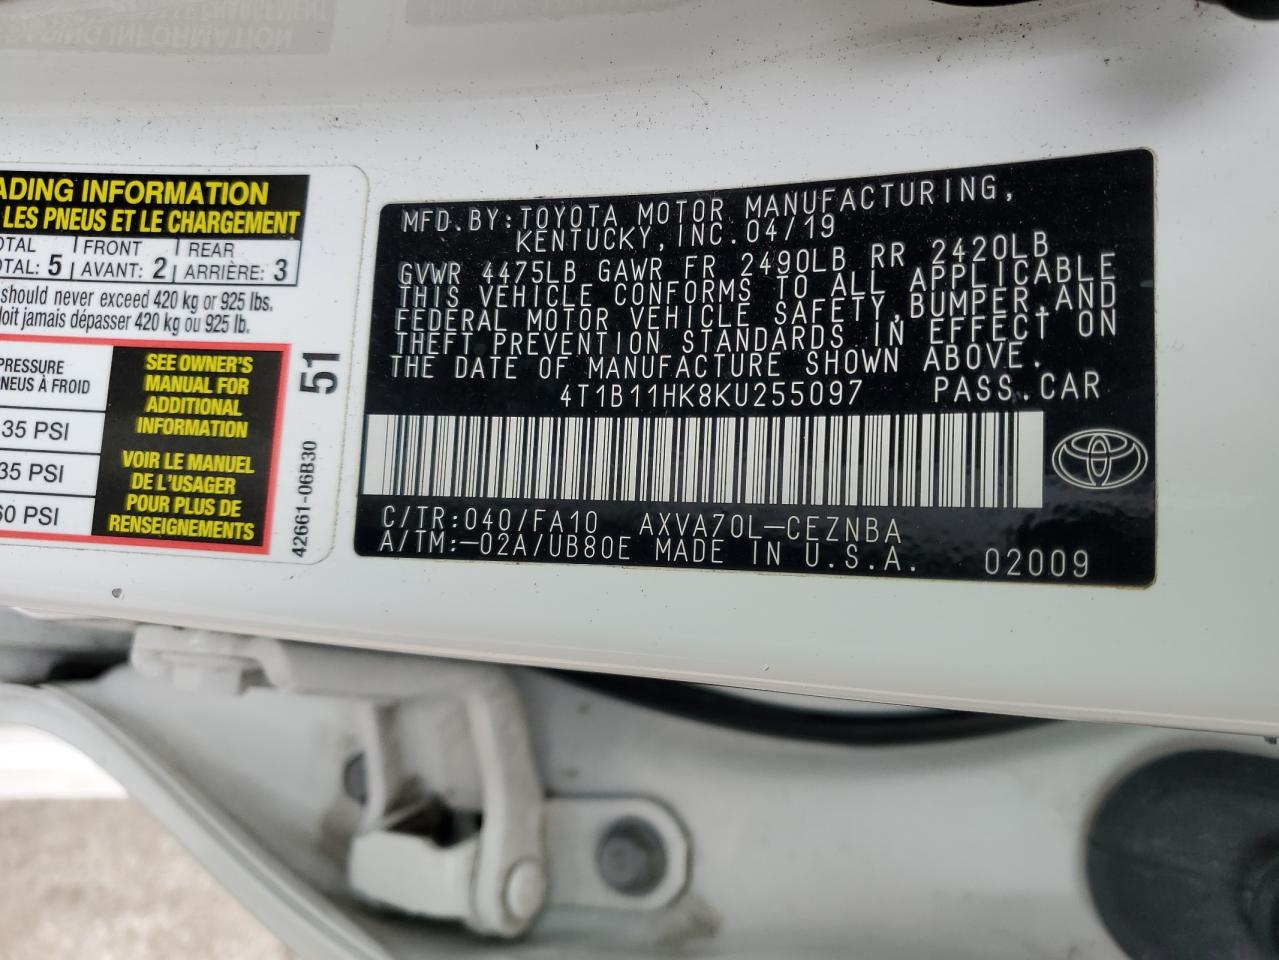 ADING INFORMATION
LES PNEUS ET LE CHARGEMENT
OTAL FRONT REAR
OTAL: 5 AVANT: 2 ARRIÈRE: 3
should never exceed 420 kg or 925 lbs.
doit jamais dépasser 420 kg ou 925 lb.
PRESSURE
NEUS À FROID
35 PSI
35 PSI
60 PSI
SEE OWNER'S
MANUAL FOR
ADDITIONAL
INFORMATION
VOIR LE MANUEL
DE L'USAGER
POUR PLUS DE
RENSEIGNEMENTS
51
42661-06B30
MFD. BY: TOYOTA MOTOR MANUFACTURING,
KENTUCKY, INC. 04/19
GVWR 4475LB GAWR FR 2490LB RR 2420LB
THIS VEHICLE CONFORMS TO ALL APPLICABLE
FEDERAL MOTOR VEHICLE SAFETY, BUMPER, AND
THEFT PREVENTION STANDARDS IN EFFECT ON
THE DATE OF MANUFACTURE SHOWN ABOVE.
4T1B11HK8KU255097 PASS. CAR
C/TR: 040/FA10 AXVA70L-CEZNBA
A/TM: -02A/UB80E MADE IN U.S.A. 02009